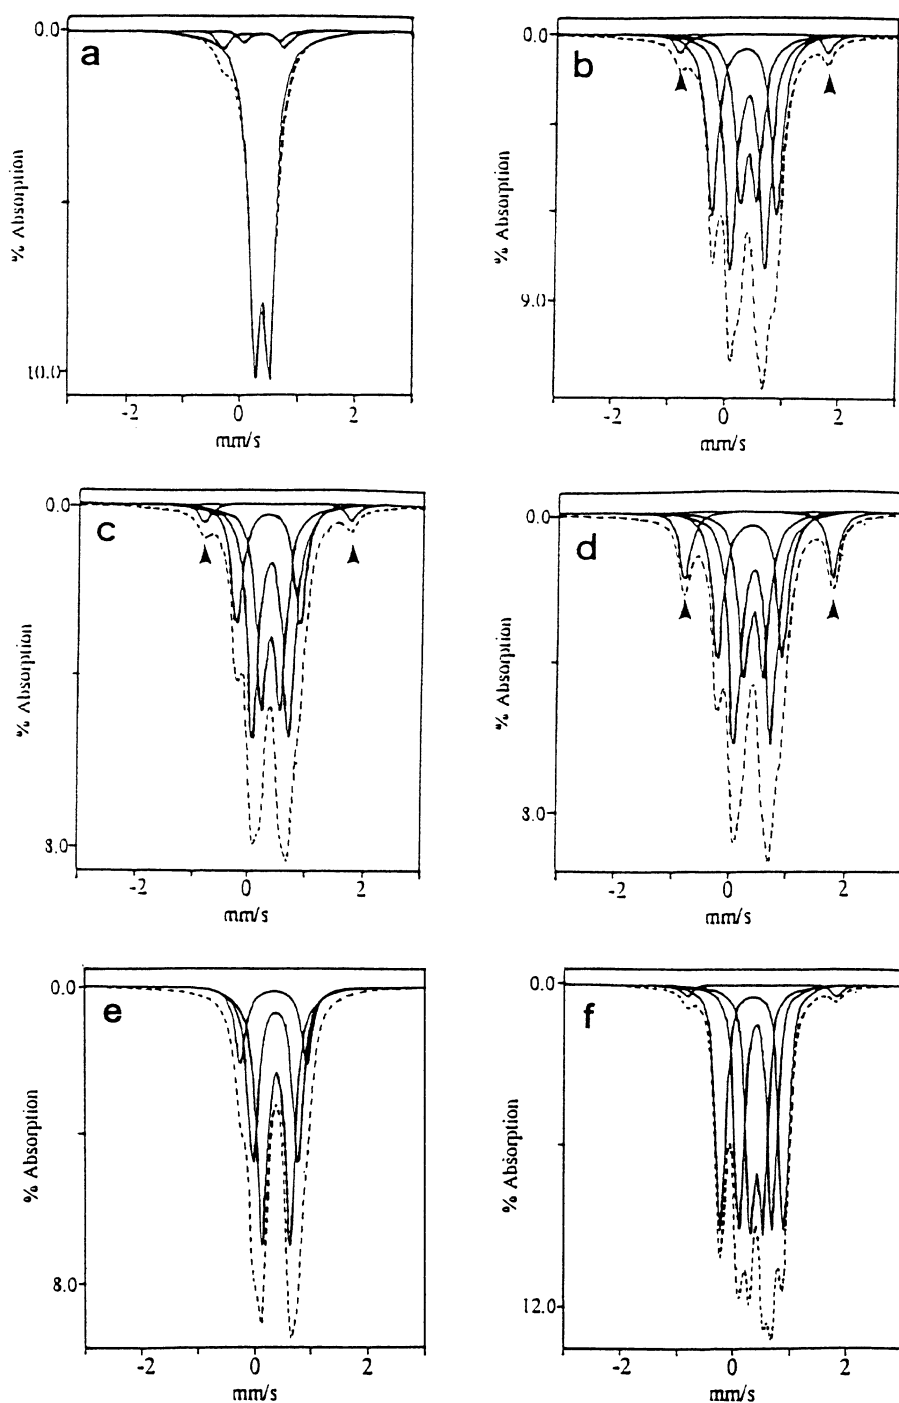 a
0.0
10.0
% Absorption
-2 0 2
mm/s
b
0.0
9.0
% Absorption
-2 0 2
mm/s
c
0.0
8.0
% Absorption
-2 0 2
mm/s
d
0.0
8.0
% Absorption
-2 0 2
mm/s
e
0.0
8.0
% Absorption
-2 0 2
mm/s
f
0.0
12.0
% Absorption
-2 0 2
mm/s